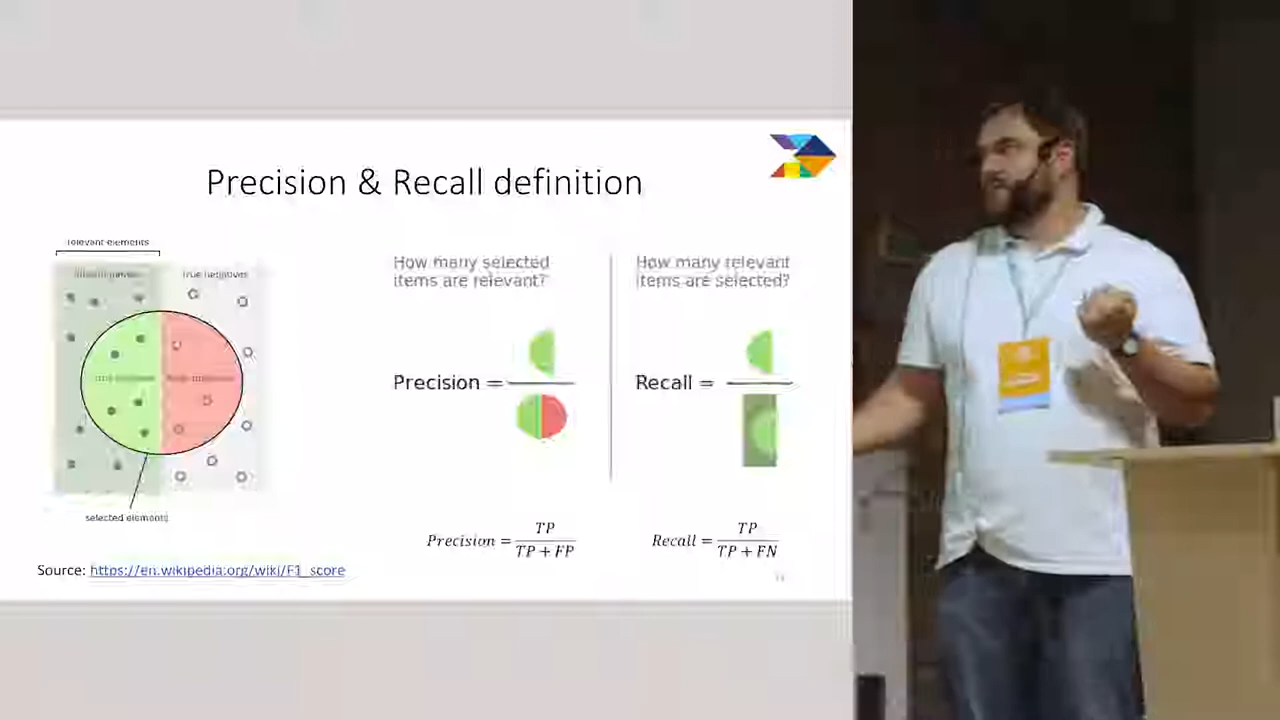 Precision & Recall definition
relevant elements
true negatives
selected elements
How many selected
items are relevant?
Precision =
How many relevant
items are selected?
Recall =
Precision = TP / TP + FP
Recall = TP / TP + FN
Source: https://en.wikipedia.org/wiki/F1_score